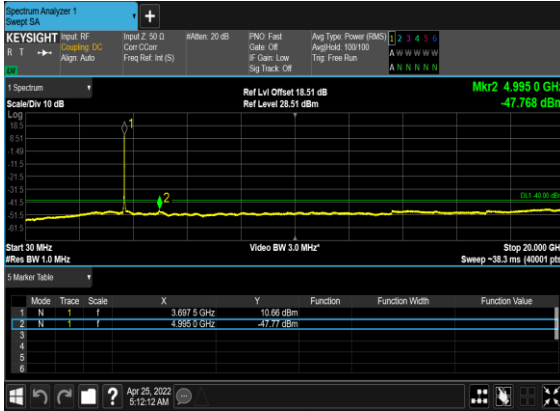 Spectrum Analyzer 1
Swept SA
+
KEYSIGHT Input: RF Input Z: 50 Ω #Atten: 20 dB PNO: Fast Avg Type: Power (RMS) 1 2 3 4 5 6
R T Coupling: DC Corr CCorr Gate: Off Avg|Hold: 100/100 A W W W W W
Align: Auto Freq Ref: Int (S) IF Gain: Low Trig: Free Run
Sig Track: Off A N N N N N
1 Spectrum Ref Lvl Offset 18.51 dB Mkr2 4.995 0 GHz
Scale/Div 10 dB Ref Level 28.51 dBm -47.768 dBm
Log
18.5
8.51
-1.49
-11.5
-21.5
-31.5
-41.5
-51.5
-61.5
1
2
DL1 -40.00 dBm
Start 30 MHz Video BW 3.0 MHz* Stop 20.000 GHz
#Res BW 1.0 MHz Sweep ~38.3 ms (40001 pts)
5 Marker Table
Mode Trace Scale X Y Function Function Width Function Value
1 N 1 f 3.697 5 GHz 10.66 dBm
2 N 1 f 4.995 0 GHz -47.77 dBm
3
4
5
6
? Apr 25, 2022
5:12:12 AM